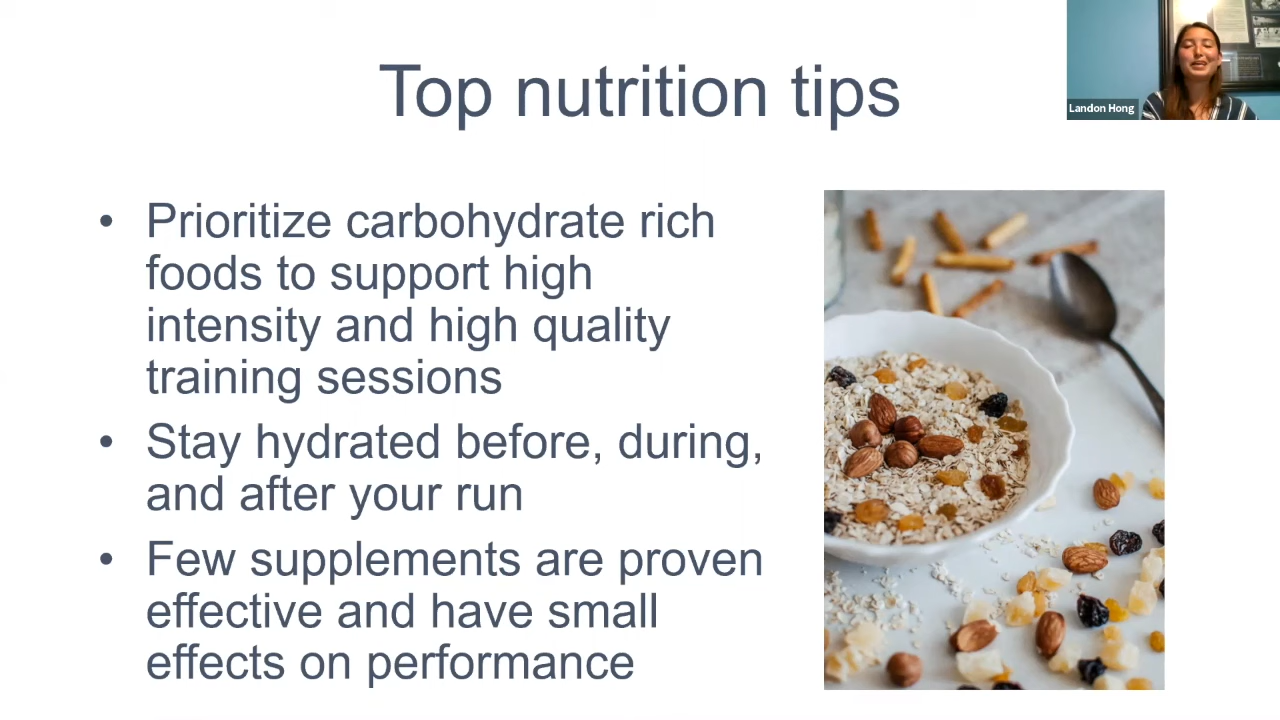 Top nutrition tips
Landon Hong
• Prioritize carbohydrate rich
foods to support high
intensity and high quality
training sessions
• Stay hydrated before, during,
and after your run
• Few supplements are proven
effective and have small
effects on performance